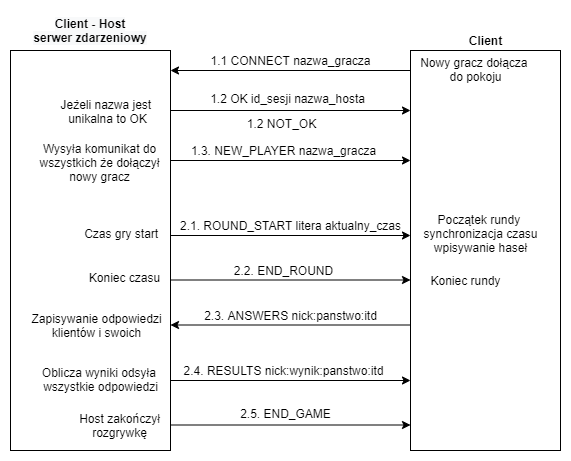 Client - Host
serwer zdarzeniowy
Client
1.1 CONNECT nazwa_gracza
Nowy gracz dołącza
do pokoju
Jeżeli nazwa jest
unikalna to OK
1.2 OK id_sesji nazwa_hosta
1.2 NOT_OK
Wysyła komunikat do
wszystkich że dołączył
nowy gracz
1.3. NEW_PLAYER nazwa_gracza
Czas gry start
2.1. ROUND_START litera aktualny_czas
Początek rundy
synchronizacja czasu
wpisywanie haseł
Koniec czasu
2.2. END_ROUND
Koniec rundy
Zapisywanie odpowiedzi
klientów i swoich
2.3. ANSWERS nick:panstwo:itd
Oblicza wyniki odsyła
wszystkie odpowiedzi
2.4. RESULTS nick:wynik:panstwo:itd
Host zakończył
rozgrywkę
2.5. END_GAME